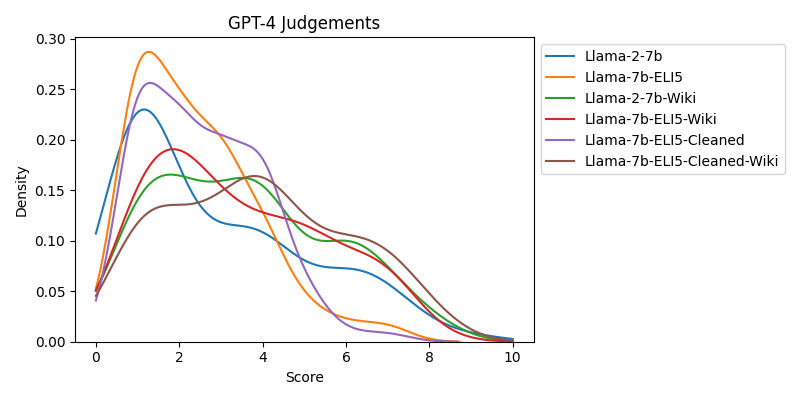 GPT-4 Judgements
Density
0.30
0.25
0.20
0.15
0.10
0.05
0.00
0 2 4 6 8 10
Score
Llama-2-7b
Llama-7b-ELI5
Llama-2-7b-Wiki
Llama-7b-ELI5-Wiki
Llama-7b-ELI5-Cleaned
Llama-7b-ELI5-Cleaned-Wiki